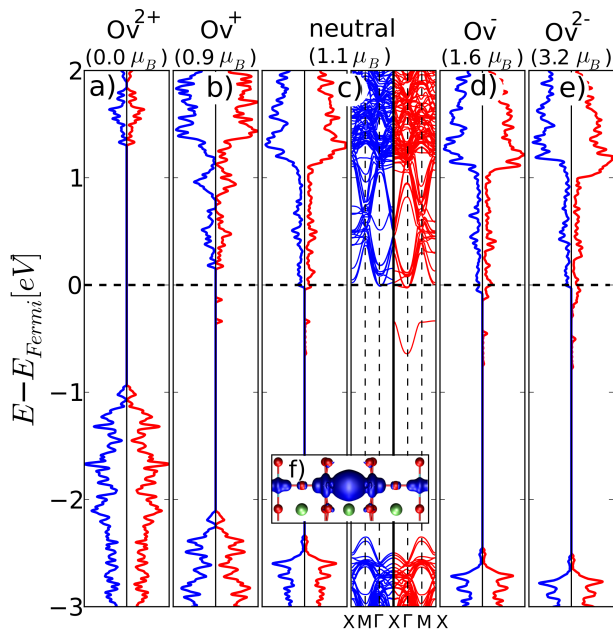 Ov2+ Ov+ neutral Ov- Ov2-
(0.0 μB) (0.9 μB) (1.1 μB) (1.6 μB) (3.2 μB)
a) b) c) d) e)
2
1
0
−1
−2
−3
E−EFermi[eV]
f)
X M Γ X Γ M X